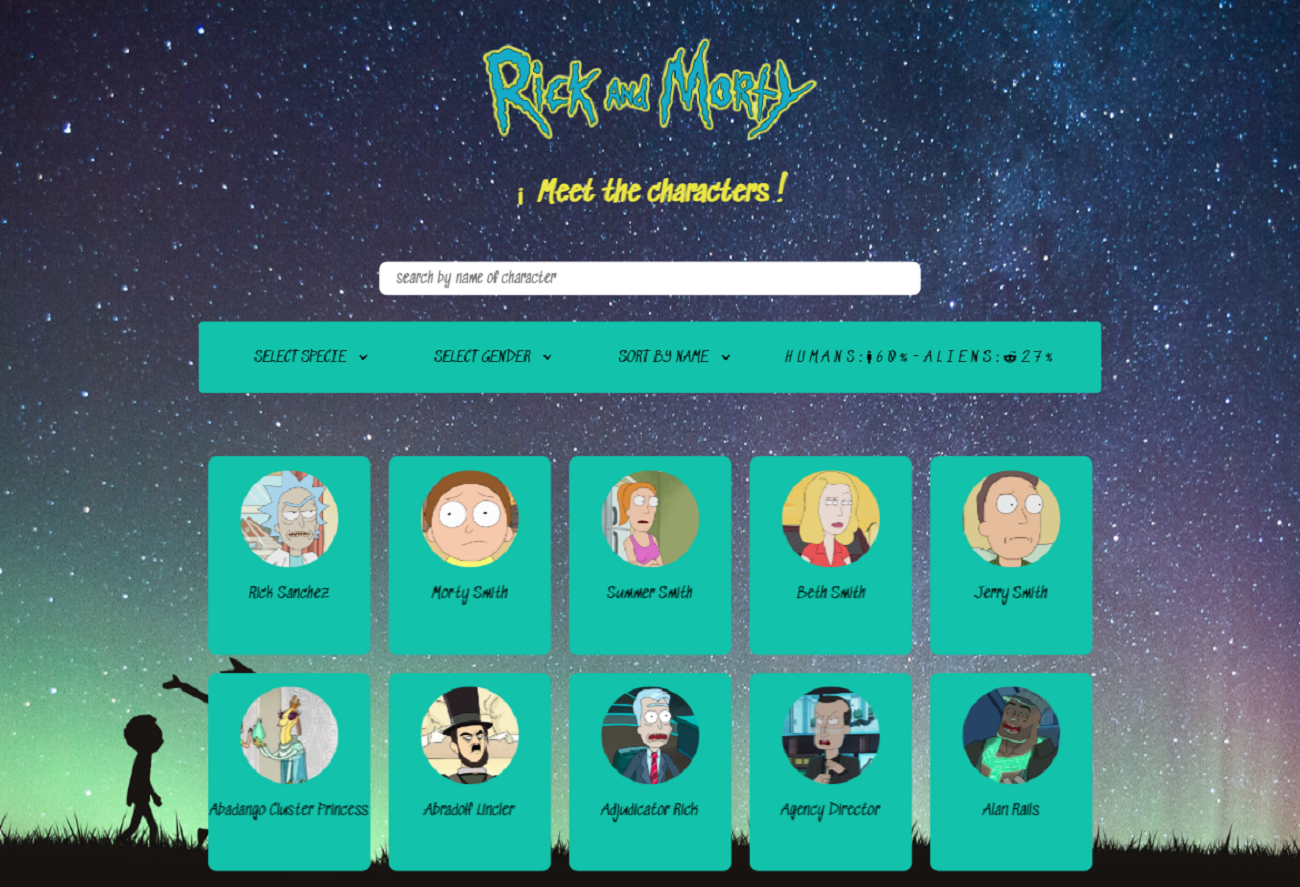 Rick and Morty
¡ Meet the characters !
search by name of character
SELECT SPECIE SELECT GENDER SORT BY NAME HUMANS:60%-ALIENS:27%
Rick Sanchez Morty Smith Summer Smith Beth Smith Jerry Smith
Abadango Cluster Princess Abradolf Lincler Adjudicator Rick Agency Director Alan Rails